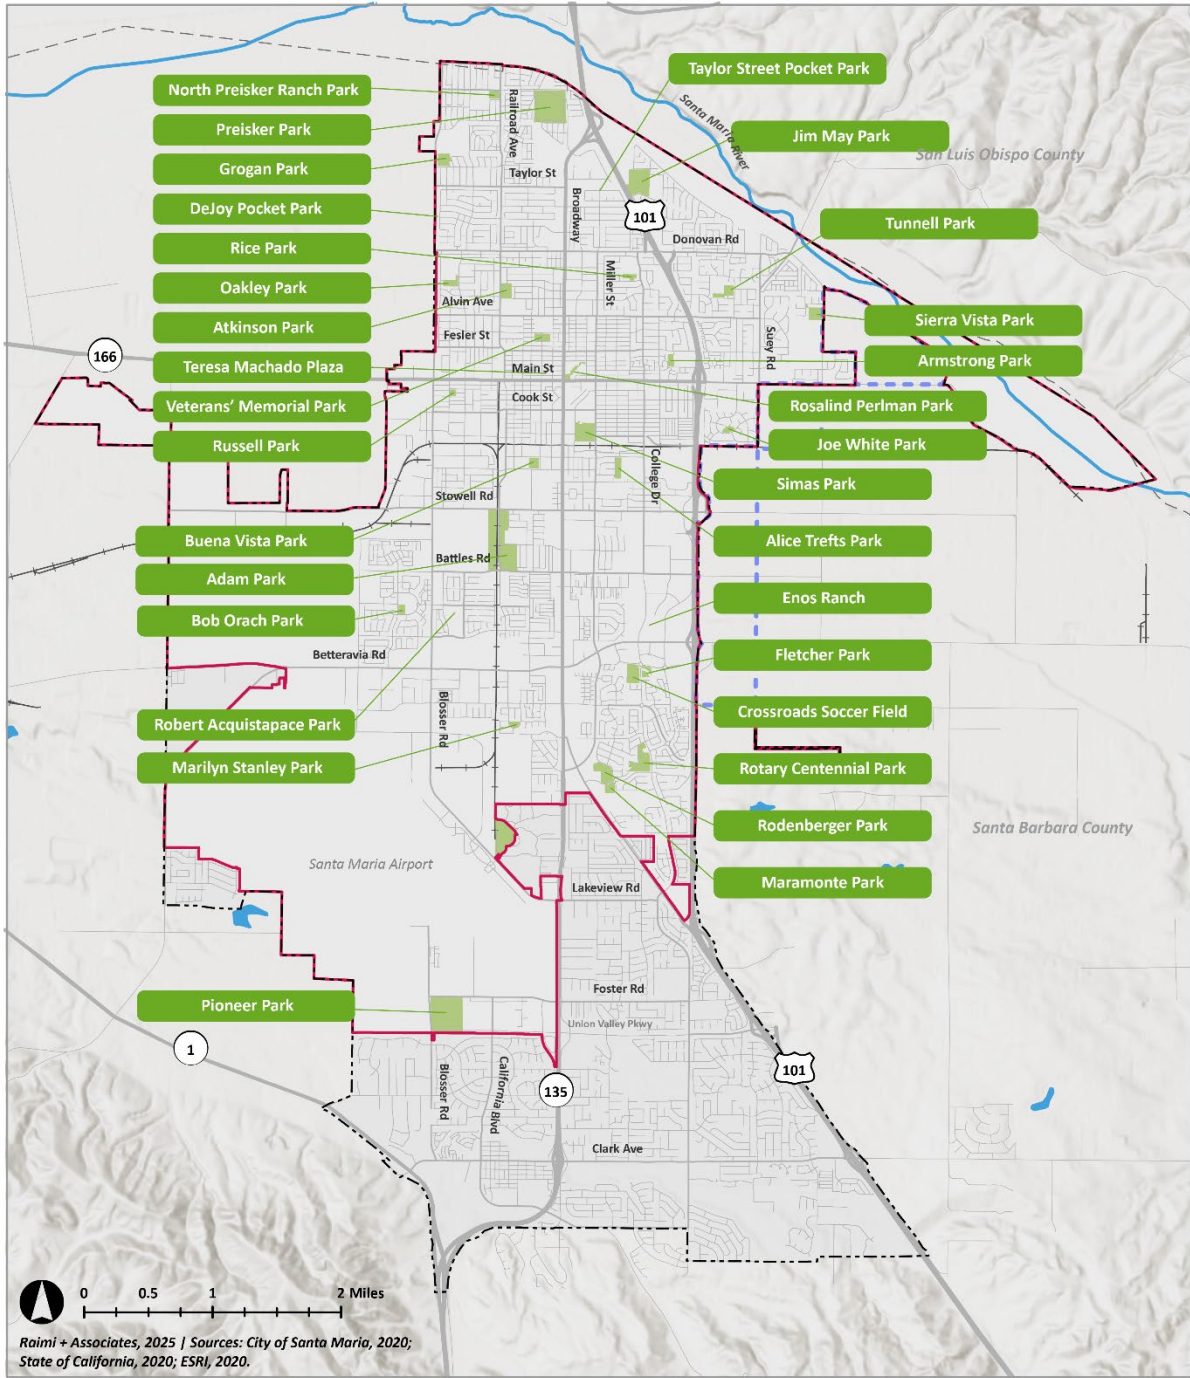 Taylor Street Pocket Park
North Preisker Ranch Park
Preisker Park
Grogan Park
DeJoy Pocket Park
Rice Park
Oakley Park
Atkinson Park
Teresa Machado Plaza
Veterans' Memorial Park
Russell Park
Buena Vista Park
Adam Park
Bob Orach Park
Robert Acquistapace Park
Marilyn Stanley Park
Pioneer Park
Jim May Park
Tunnell Park
Sierra Vista Park
Armstrong Park
Rosalind Perlman Park
Joe White Park
Simas Park
Alice Trefts Park
Enos Ranch
Fletcher Park
Crossroads Soccer Field
Rotary Centennial Park
Rodenberger Park
Maramonte Park
Santa Maria River
San Luis Obispo County
Santa Barbara County
Santa Maria Airport
Railroad Ave
Taylor St
Broadway
101
Donovan Rd
Miller St
Alvin Ave
Fesler St
Suey Rd
166
Main St
Cook St
College Dr
Stowell Rd
Battles Rd
Betteravia Rd
Blosser Rd
Lakeview Rd
Foster Rd
Union Valley Pkwy
1
Blosser Rd
California Blvd
135
101
Clark Ave
0 0.5 1 2 Miles
Raimi + Associates, 2025 | Sources: City of Santa Maria, 2020;
State of California, 2020; ESRI, 2020.